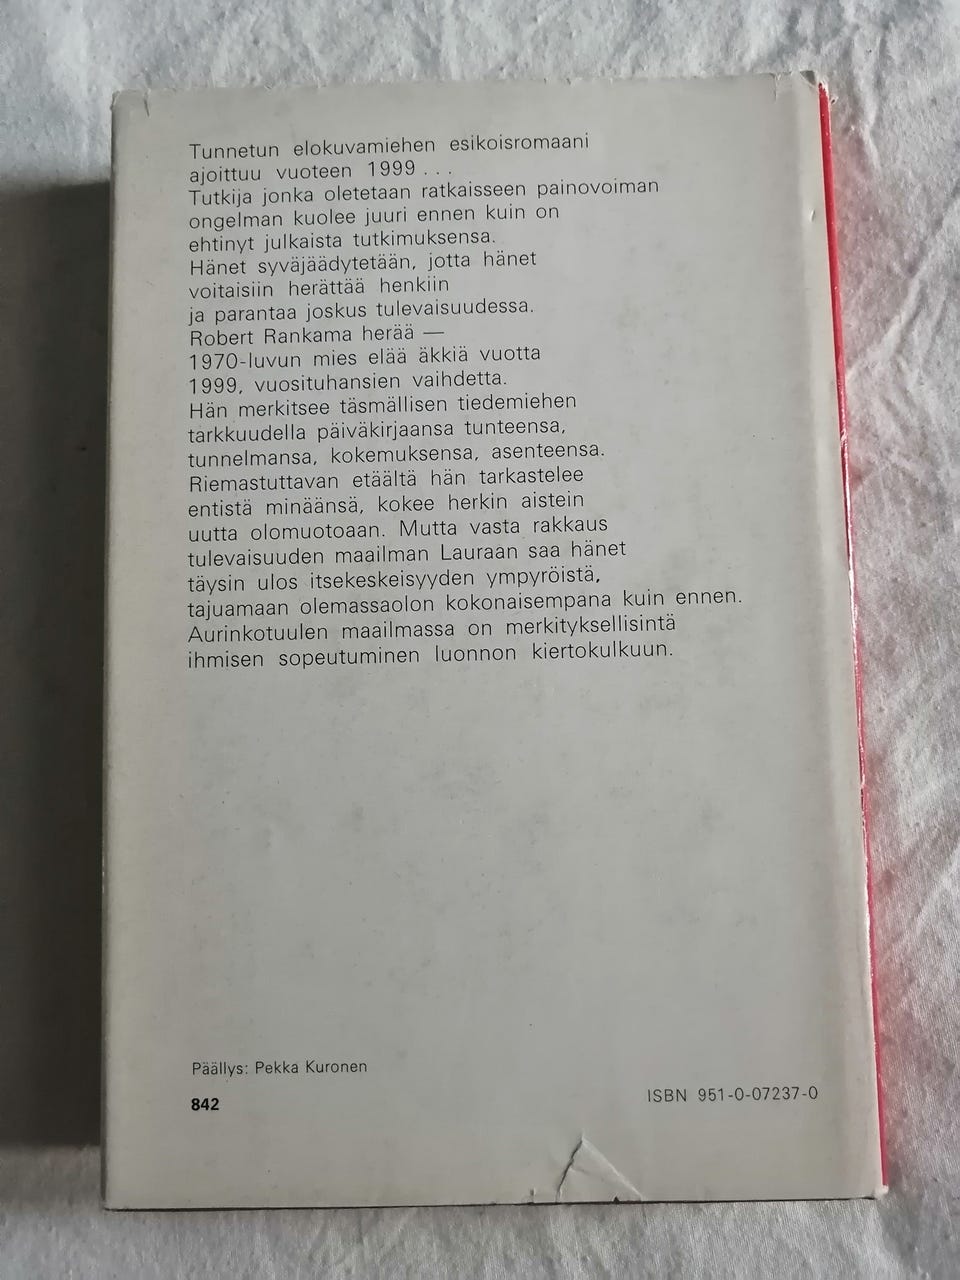 Tunnetun elokuvamiehen esikoisromaani
ajoittuu vuoteen 1999 . . .
Tutkija jonka oletetaan ratkaisseen painovoiman
ongelman kuolee juuri ennen kuin on
ehtinyt julkaista tutkimuksensa.
Hänet syväjäädytetään, jotta hänet
voitaisiin herättää henkiin
ja parantaa joskus tulevaisuudessa.
Robert Rankama herää —
1970-luvun mies elää äkkiä vuotta
1999, vuosituhansien vaihdetta.
Hän merkitsee täsmällisen tiedemiehen
tarkkuudella päiväkirjaansa tunteensa,
tunnelmansa, kokemuksensa, asenteensa.
Riemastuttavan etäältä hän tarkastelee
entistä minäänsä, kokee herkin aistein
uutta olomuotoaan. Mutta vasta rakkaus
tulevaisuuden maailman Lauraan saa hänet
täysin ulos itsekeskeisyyden ympyröistä,
tajuamaan olemassaolon kokonaisempana kuin ennen.
Aurinkotuulen maailmassa on merkityksellisintä
ihmisen sopeutuminen luonnon kiertokulkuun.
Päällys: Pekka Kuronen
842
ISBN 951-0-07237-0